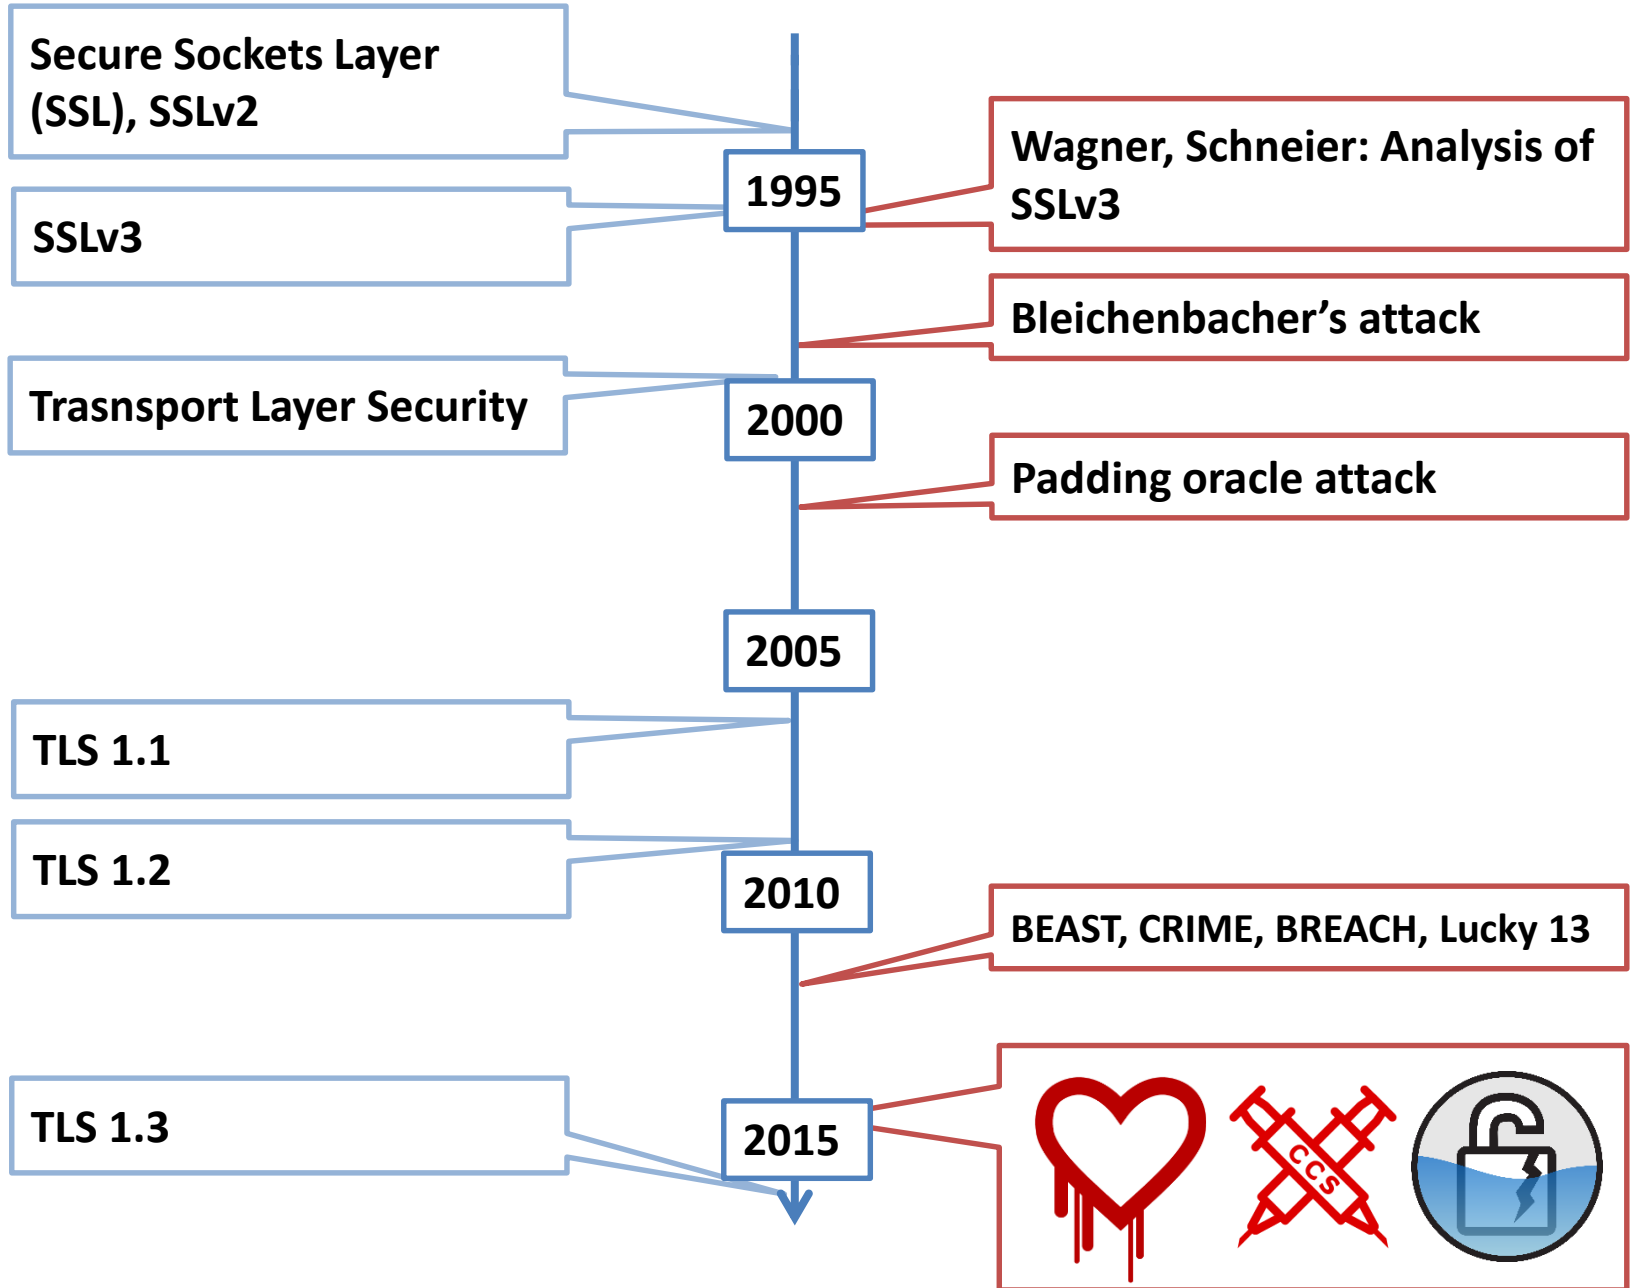 Secure Sockets Layer
(SSL), SSLv2
Wagner, Schneier: Analysis of
SSLv3
1995
SSLv3
Bleichenbacher’s attack
Trasnsport Layer Security
2000
Padding oracle attack
2005
TLS 1.1
TLS 1.2
2010
BEAST, CRIME, BREACH, Lucky 13
TLS 1.3
2015
CCS